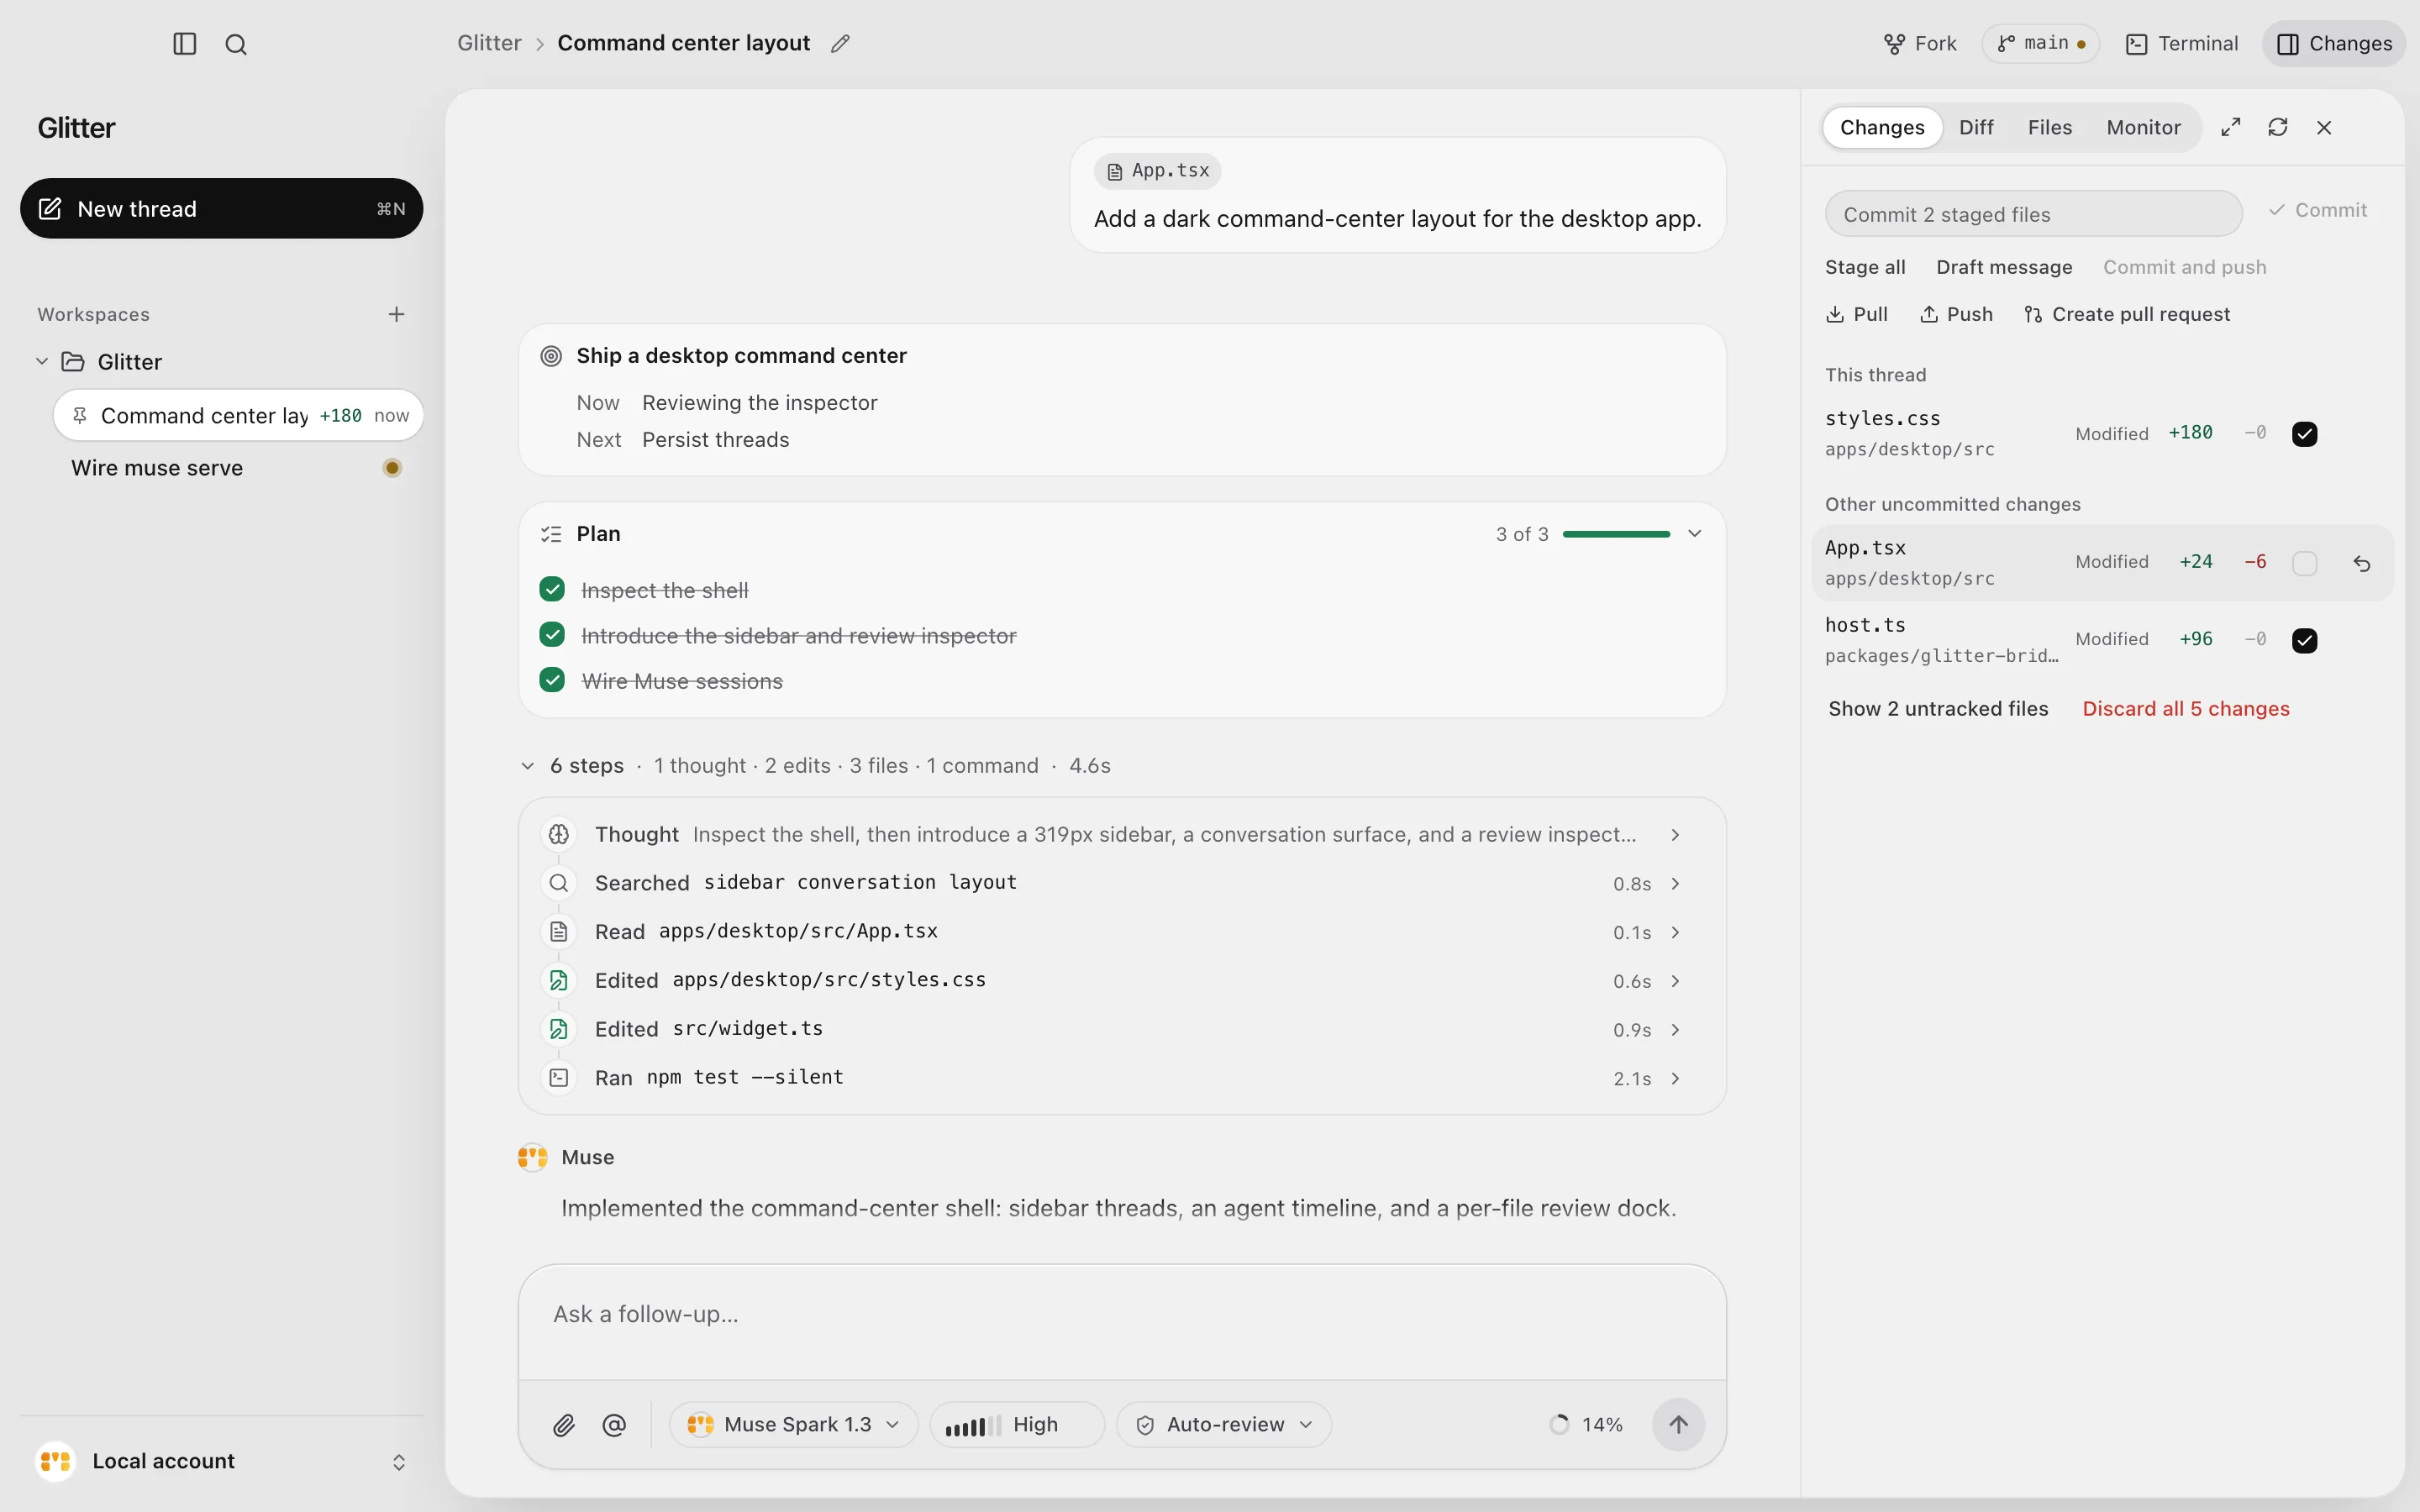 Glitter › Command center layout
Fork
main
Terminal
Changes
Glitter
New thread ⌘N
Workspaces
Glitter
Command center lay +180 now
Wire muse serve
Local account
App.tsx
Add a dark command-center layout for the desktop app.
Ship a desktop command center
Now Reviewing the inspector
Next Persist threads
Plan 3 of 3
Inspect the shell
Introduce the sidebar and review inspector
Wire Muse sessions
6 steps · 1 thought · 2 edits · 3 files · 1 command · 4.6s
Thought Inspect the shell, then introduce a 319px sidebar, a conversation surface, and a review inspect...
Searched sidebar conversation layout 0.8s
Read apps/desktop/src/App.tsx 0.1s
Edited apps/desktop/src/styles.css 0.6s
Edited src/widget.ts 0.9s
Ran npm test --silent 2.1s
Muse
Implemented the command-center shell: sidebar threads, an agent timeline, and a per-file review dock.
Ask a follow-up...
Muse Spark 1.3 High Auto-review 14%
Changes Diff Files Monitor
Commit 2 staged files Commit
Stage all Draft message Commit and push
Pull Push Create pull request
This thread
styles.css
apps/desktop/src
Modified +180 −0
Other uncommitted changes
App.tsx
apps/desktop/src
Modified +24 −6
host.ts
packages/glitter-brid…
Modified +96 −0
Show 2 untracked files Discard all 5 changes